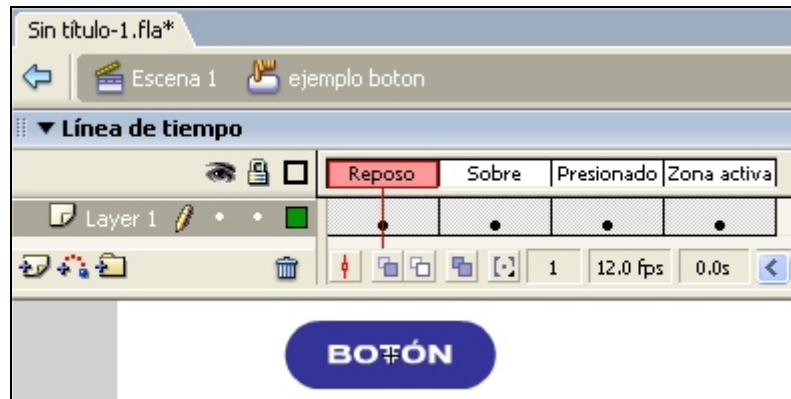 Sin título-1.fla*
Escena 1 ejemplo boton
Línea de tiempo
Reposo Sobre Presionado Zona activa
Layer 1
1 12.0 fps 0.0s
BOTÓN